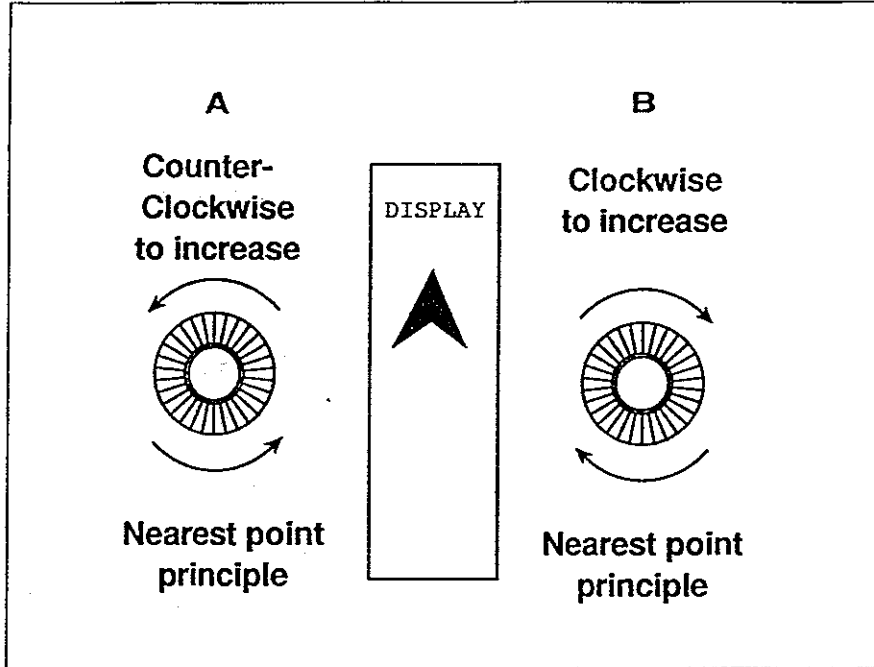 A
Counter-
Clockwise
to increase
Nearest point
principle
DISPLAY
B
Clockwise
to increase
Nearest point
principle